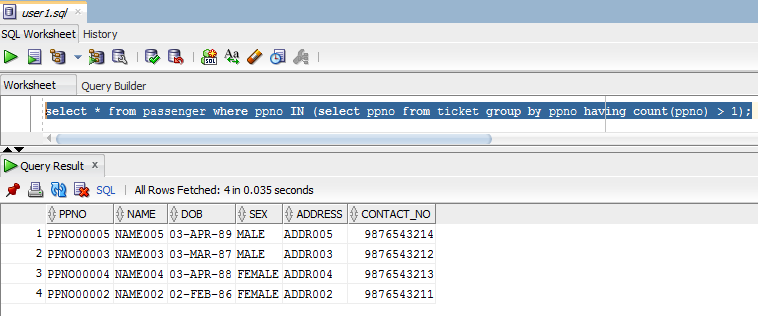 user1.sql
SQL Worksheet History
Aa
SQL
Worksheet Query Builder
select * from passenger where ppno IN (select ppno from ticket group by ppno having count(ppno) > 1);
Query Result x
SQL | All Rows Fetched: 4 in 0.035 seconds
PPNO NAME DOB SEX ADDRESS CONTACT_NO
1 PPNO00005 NAME005 03-APR-89 MALE ADDR005 9876543214
2 PPNO00003 NAME003 03-MAR-87 MALE ADDR003 9876543212
3 PPNO00004 NAME004 03-APR-88 FEMALE ADDR004 9876543213
4 PPNO00002 NAME002 02-FEB-86 FEMALE ADDR002 9876543211